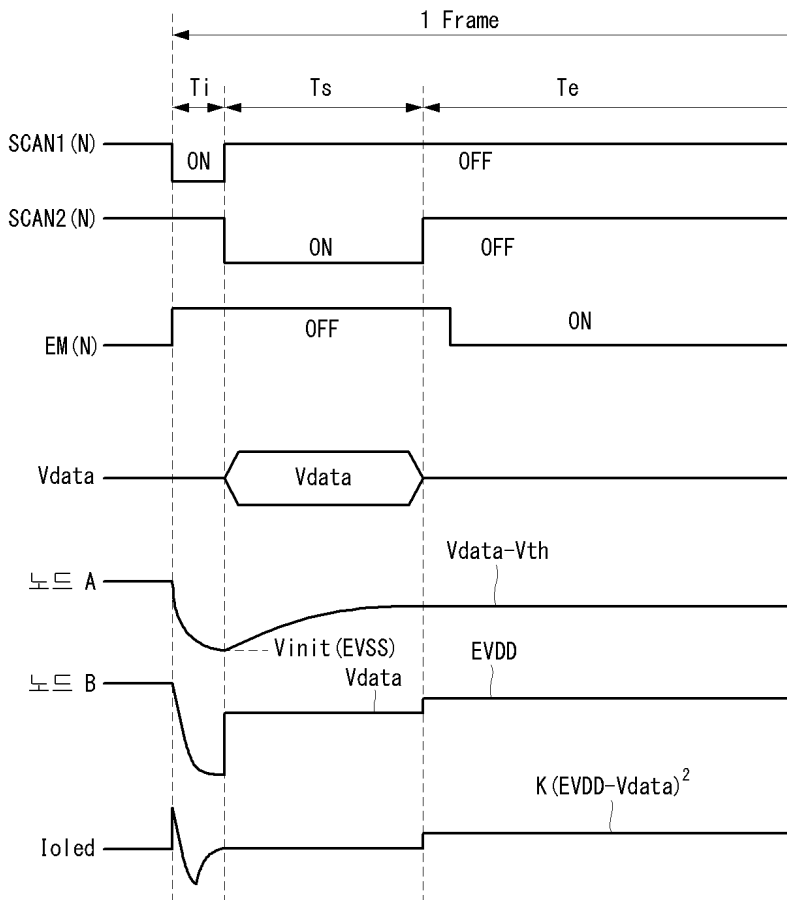 1 Frame
Ti Ts Te
SCAN1(N) ON OFF
SCAN2(N) ON OFF
EM(N) OFF ON
Vdata Vdata
노드 A Vdata-Vth
Vinit(EVSS)
노드 B Vdata EVDD
K(EVDD-Vdata)²
Ioled